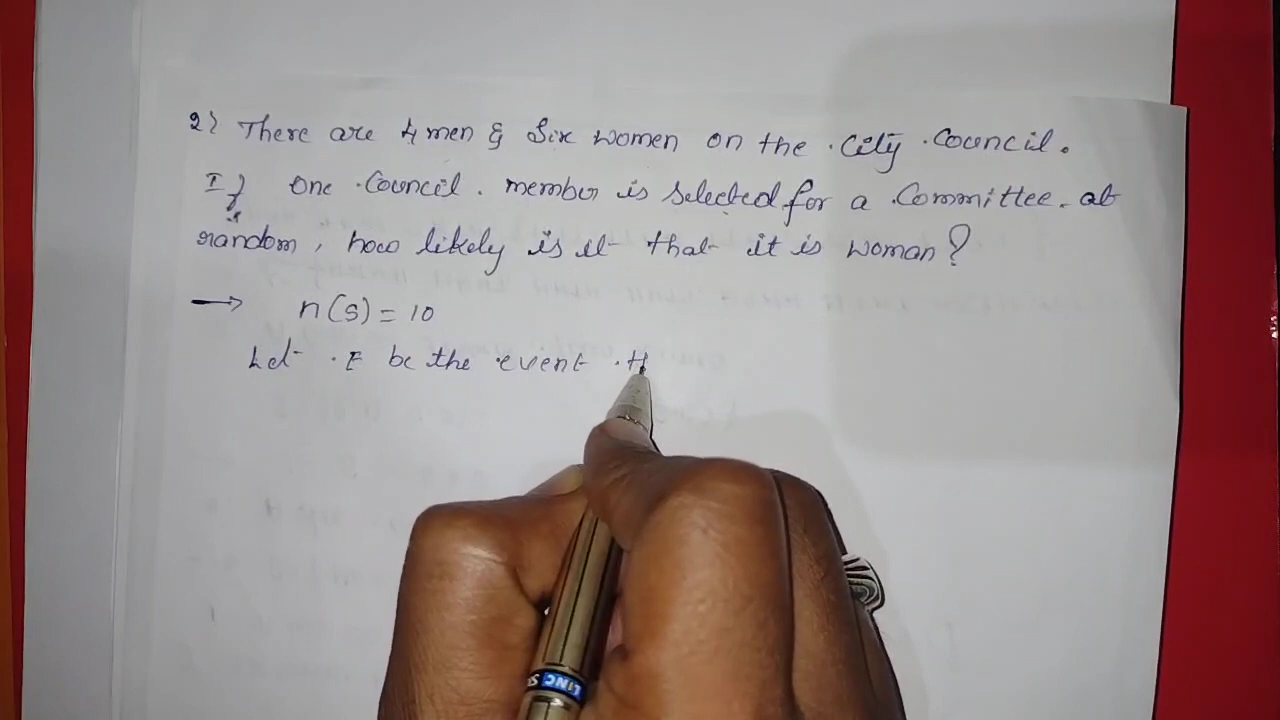 2) There are 4 men & Six women on the City Council.
If one Council member is selected for a Committee at
random, how likely is it that it is woman?
→ n(S) = 10
Let E be the event
LINC